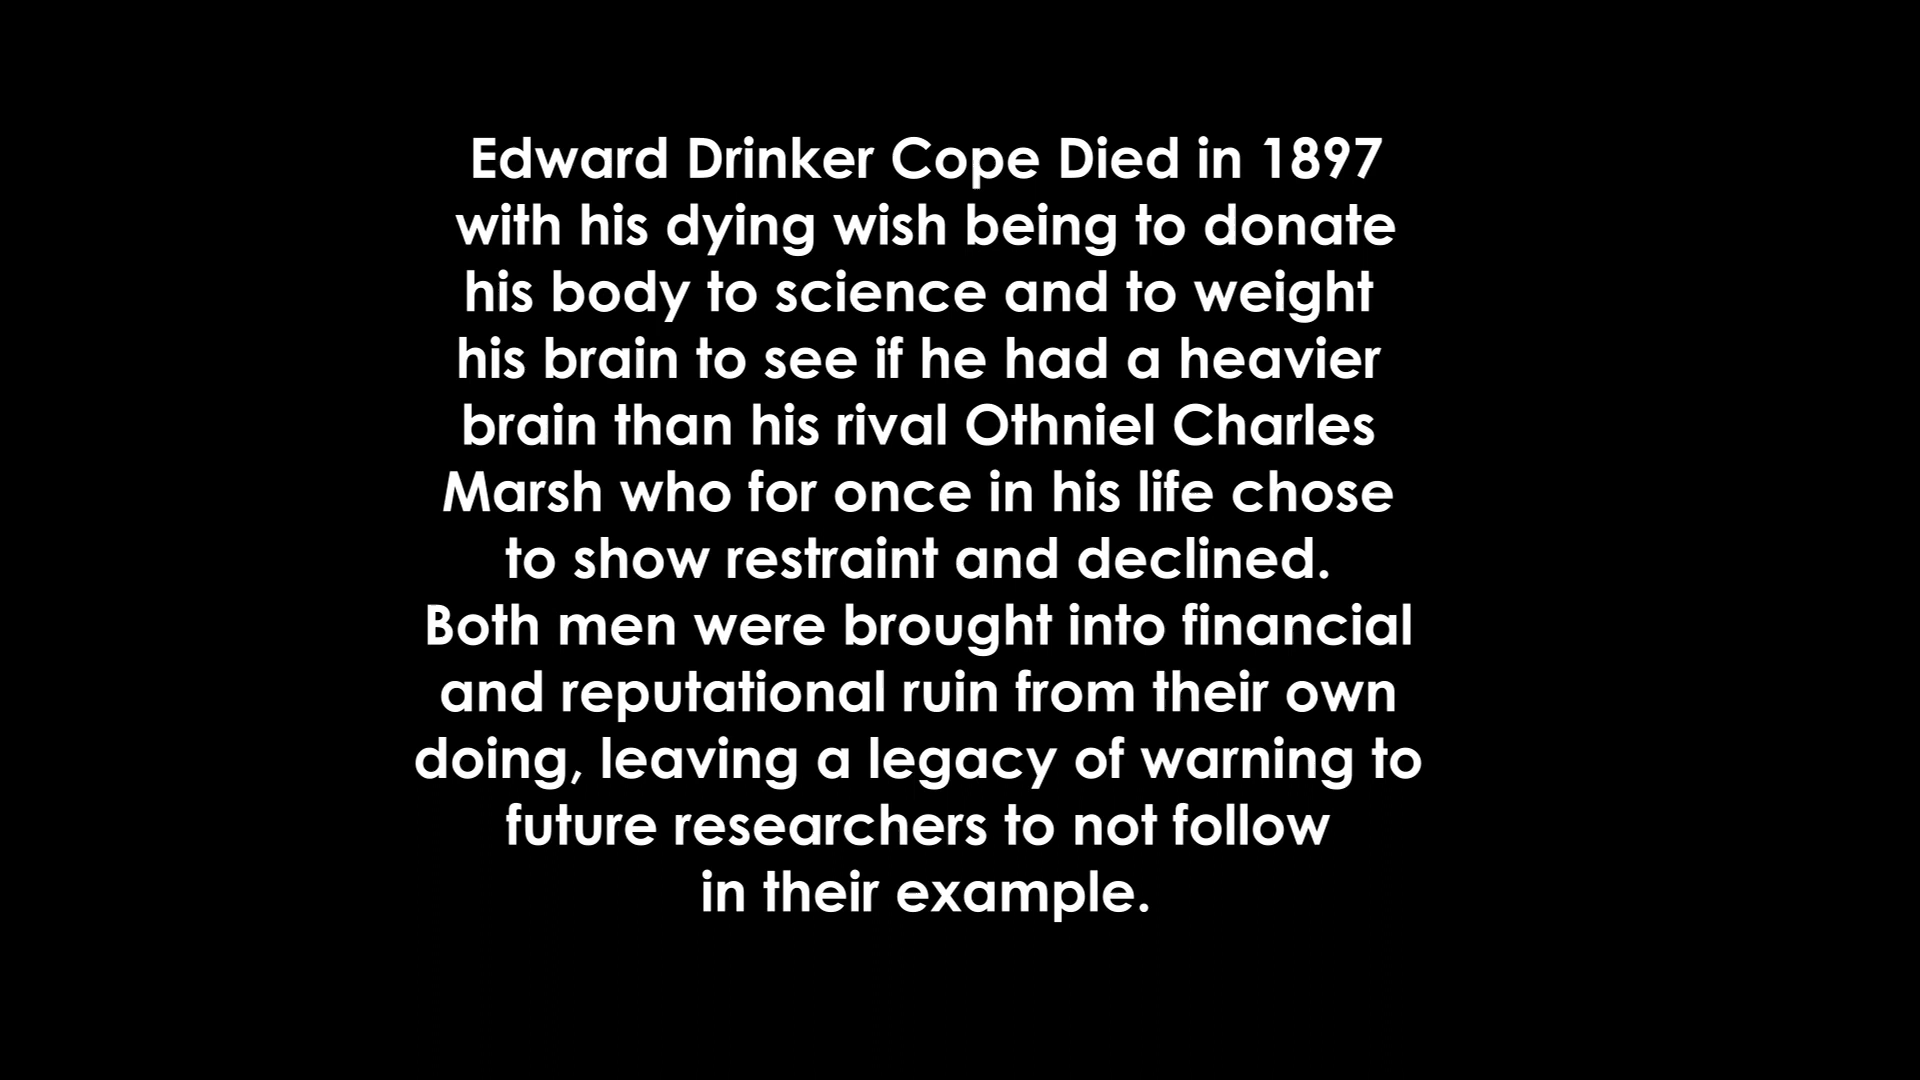 Edward Drinker Cope Died in 1897
with his dying wish being to donate
his body to science and to weight
his brain to see if he had a heavier
brain than his rival Othniel Charles
Marsh who for once in his life chose
to show restraint and declined.
Both men were brought into financial
and reputational ruin from their own
doing, leaving a legacy of warning to
future researchers to not follow
in their example.